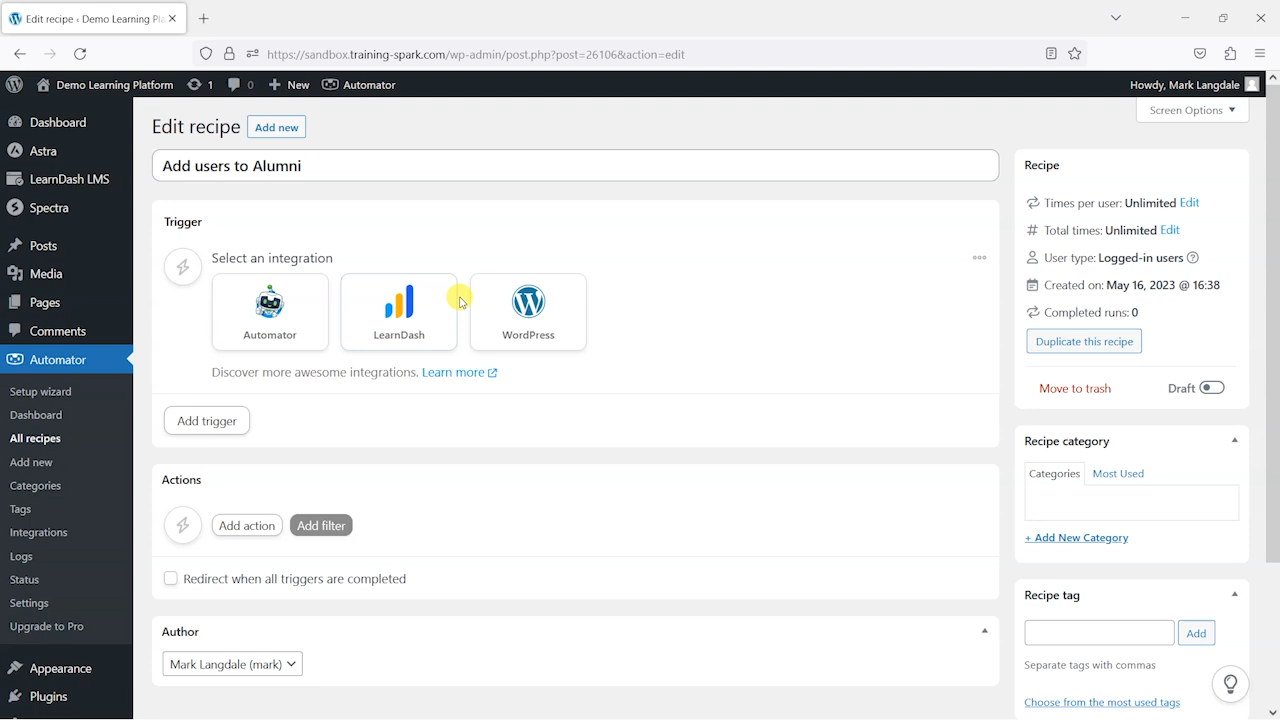 Edit recipe ‹ Demo Learning Pla
https://sandbox.training-spark.com/wp-admin/post.php?post=26106&action=edit
Demo Learning Platform
1
0
New
Automator
Howdy, Mark Langdale
Screen Options
Dashboard
Astra
LearnDash LMS
Spectra
Posts
Media
Pages
Comments
Automator
Setup wizard
Dashboard
All recipes
Add new
Categories
Tags
Integrations
Logs
Status
Settings
Upgrade to Pro
Appearance
Plugins
Edit recipe
Add new
Add users to Alumni
Trigger
Select an integration
Automator
LearnDash
WordPress
Discover more awesome integrations. Learn more
Add trigger
Actions
Add action
Add filter
Redirect when all triggers are completed
Author
Mark Langdale (mark)
Recipe
Times per user: Unlimited Edit
Total times: Unlimited Edit
User type: Logged-in users
Created on: May 16, 2023 @ 16:38
Completed runs: 0
Duplicate this recipe
Move to trash
Draft
Recipe category
Categories
Most Used
+ Add New Category
Recipe tag
Add
Separate tags with commas
Choose from the most used tags